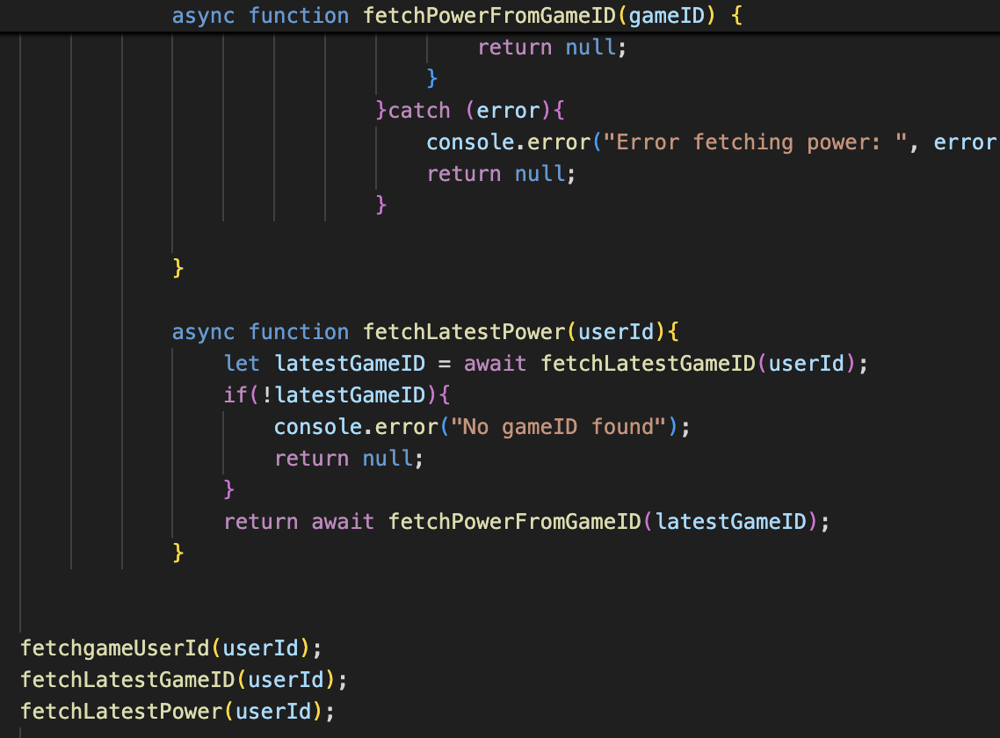 async function fetchPowerFromGameID(gameID) {
return null;
}
}catch (error){
console.error("Error fetching power: ", error
return null;
}
}
async function fetchLatestPower(userId){
let latestGameID = await fetchLatestGameID(userId);
if(!latestGameID){
console.error("No gameID found");
return null;
}
return await fetchPowerFromGameID(latestGameID);
}
fetchgameUserId(userId);
fetchLatestGameID(userId);
fetchLatestPower(userId);